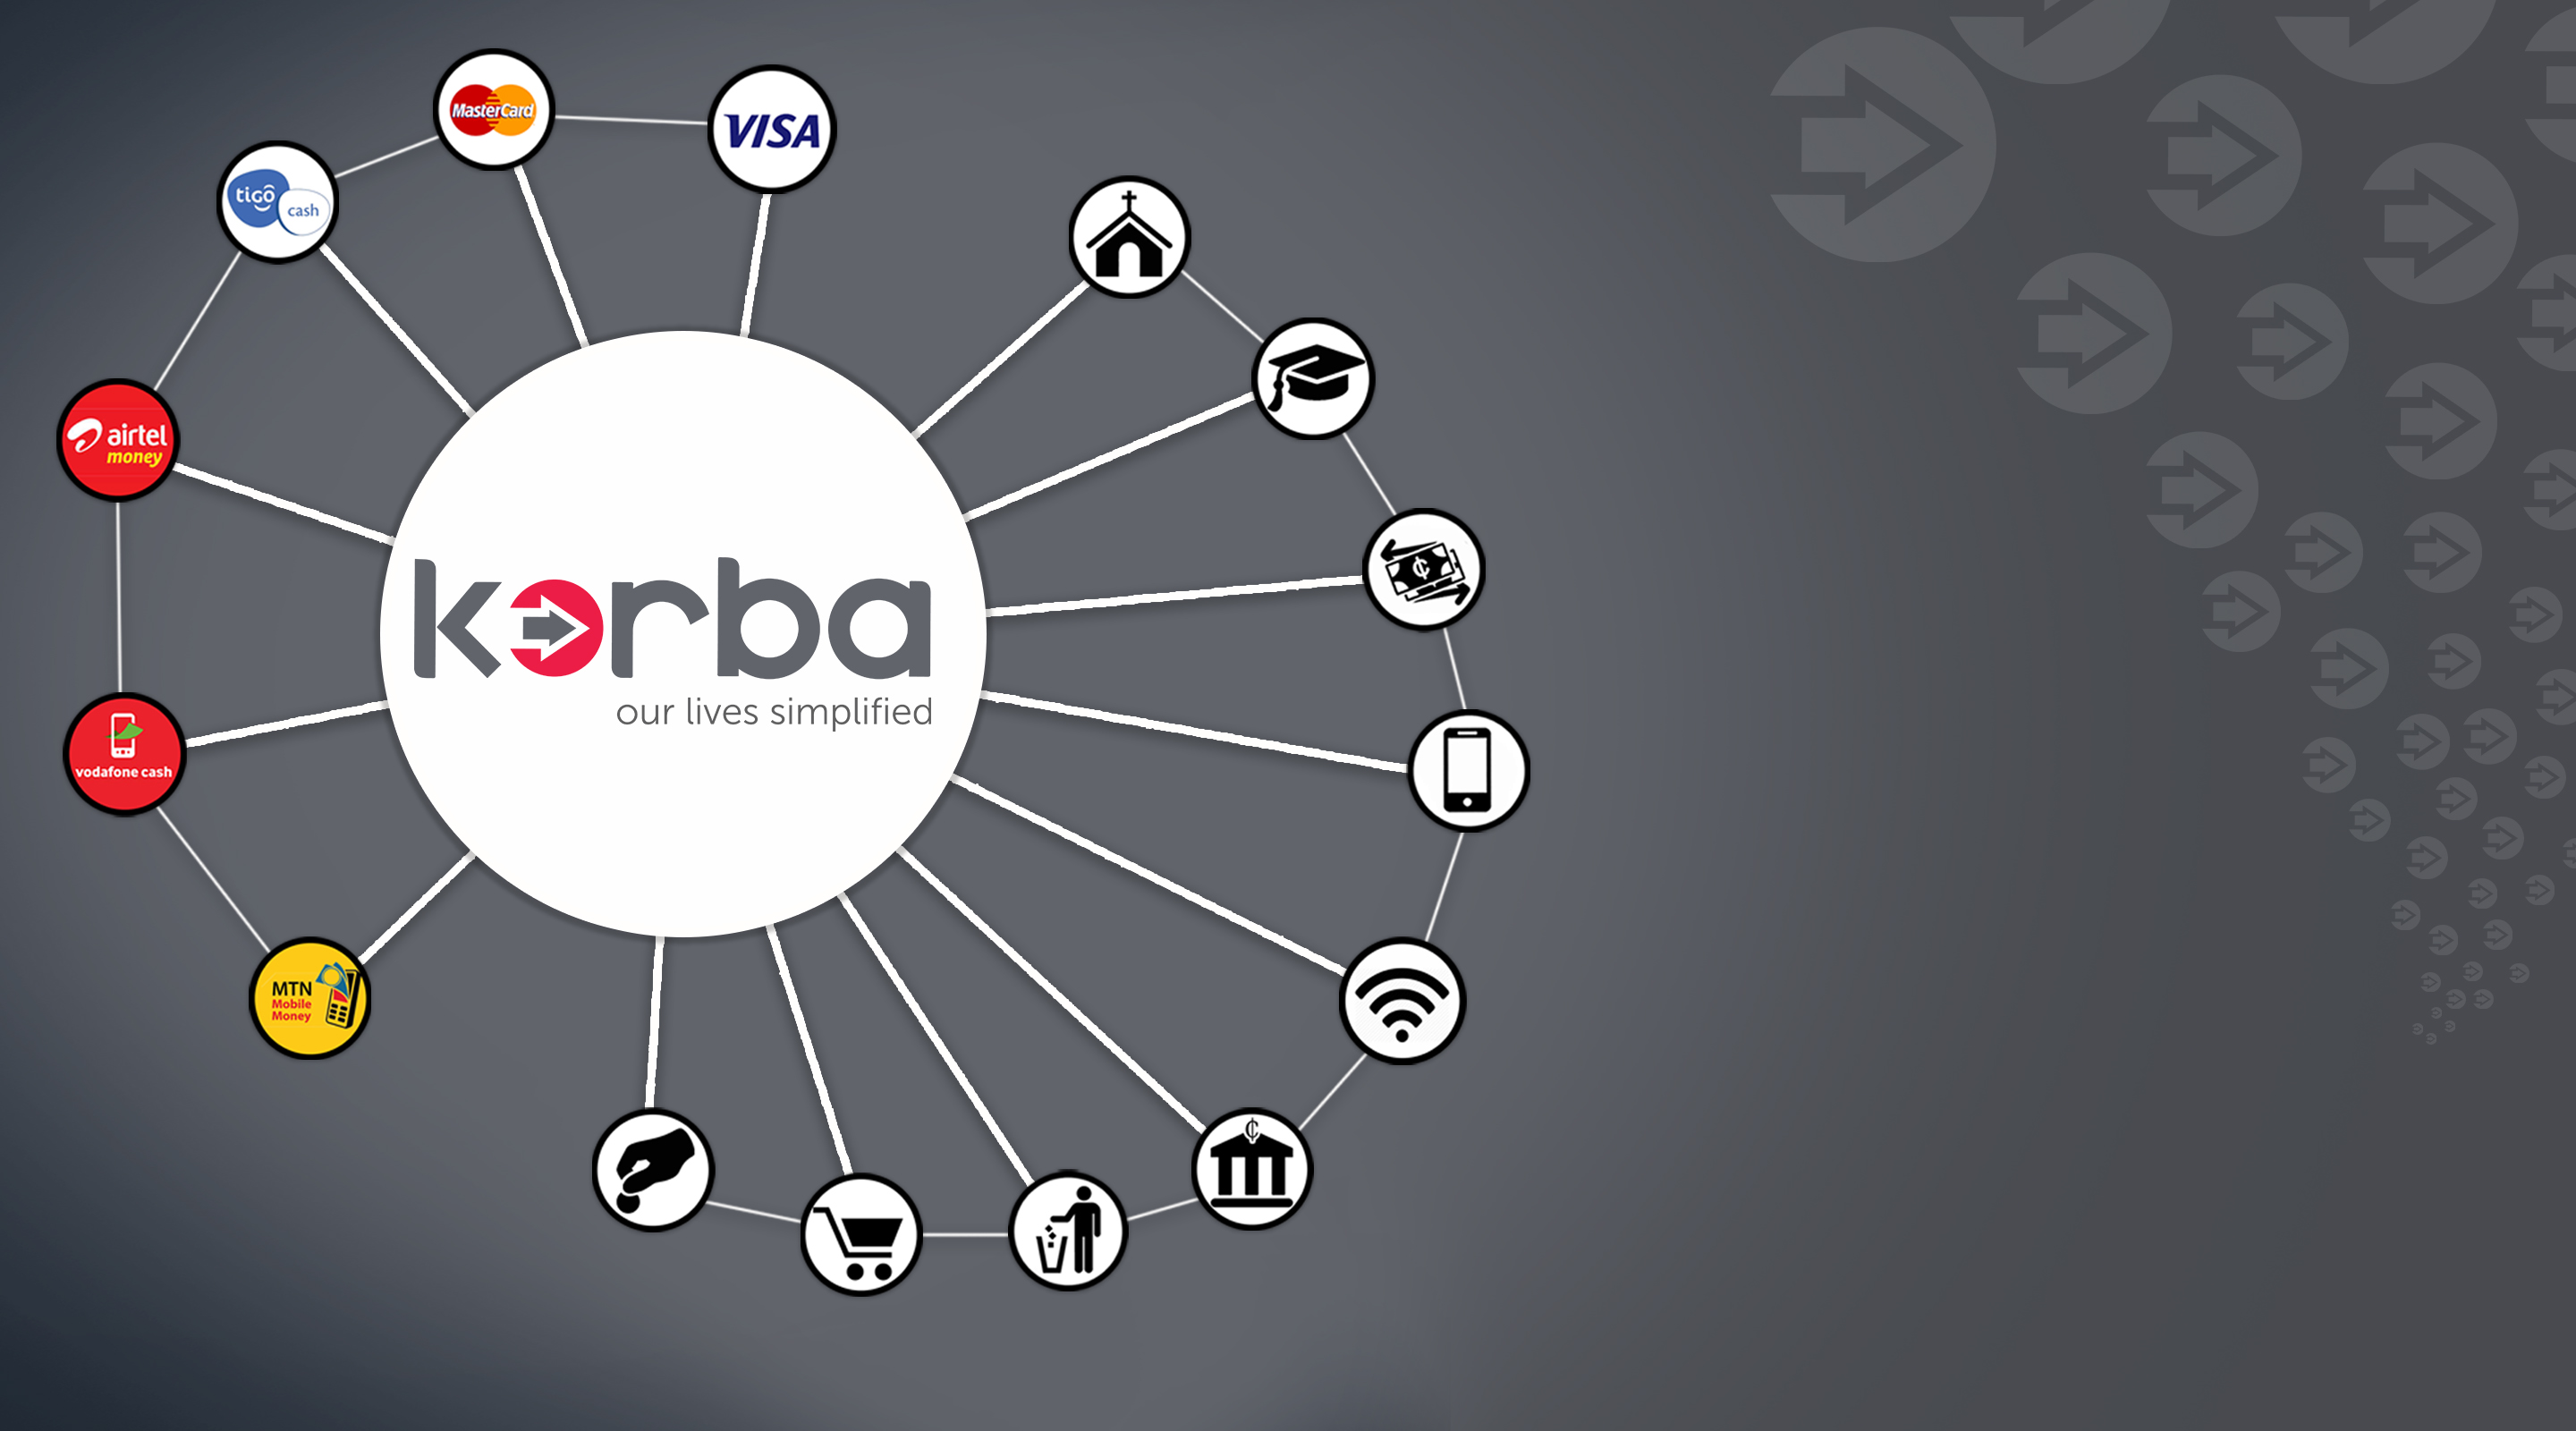 MasterCard
VISA
tigo
cash
airtel
money
korba
our lives simplified
vodafone cash
MTN
Mobile
Money
¢
¢